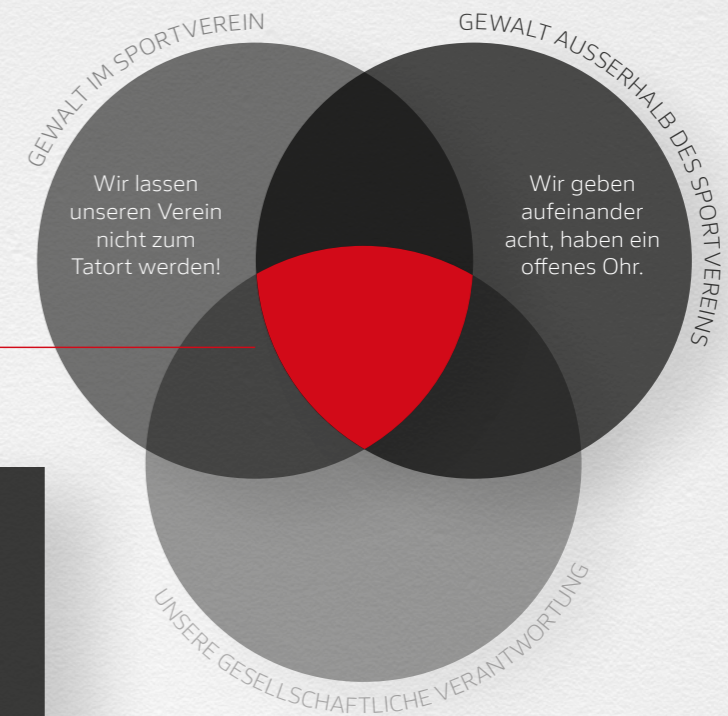 GEWALT IM SPORTVEREIN
GEWALT AUSSERHALB DES SPORTVEREINS
Wir lassen
unseren Verein
nicht zum
Tatort werden!
Wir geben
aufeinander
acht, haben ein
offenes Ohr.
UNSERE GESELLSCHAFTLICHE VERANTWORTUNG